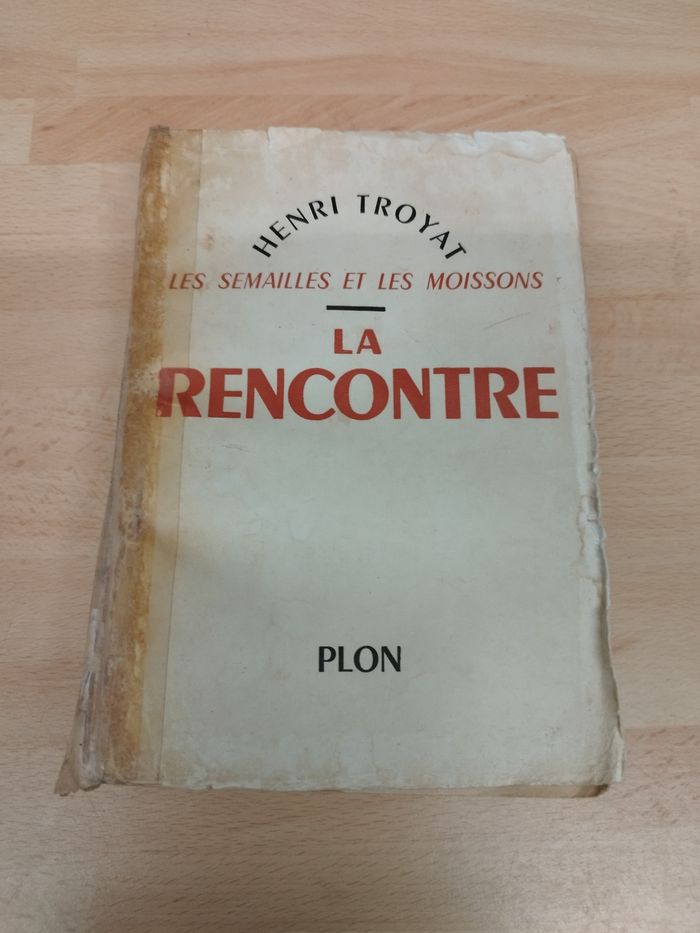 HENRI TROYAT
LES SEMAILLES ET LES MOISSONS
LA
RENCONTRE
PLON